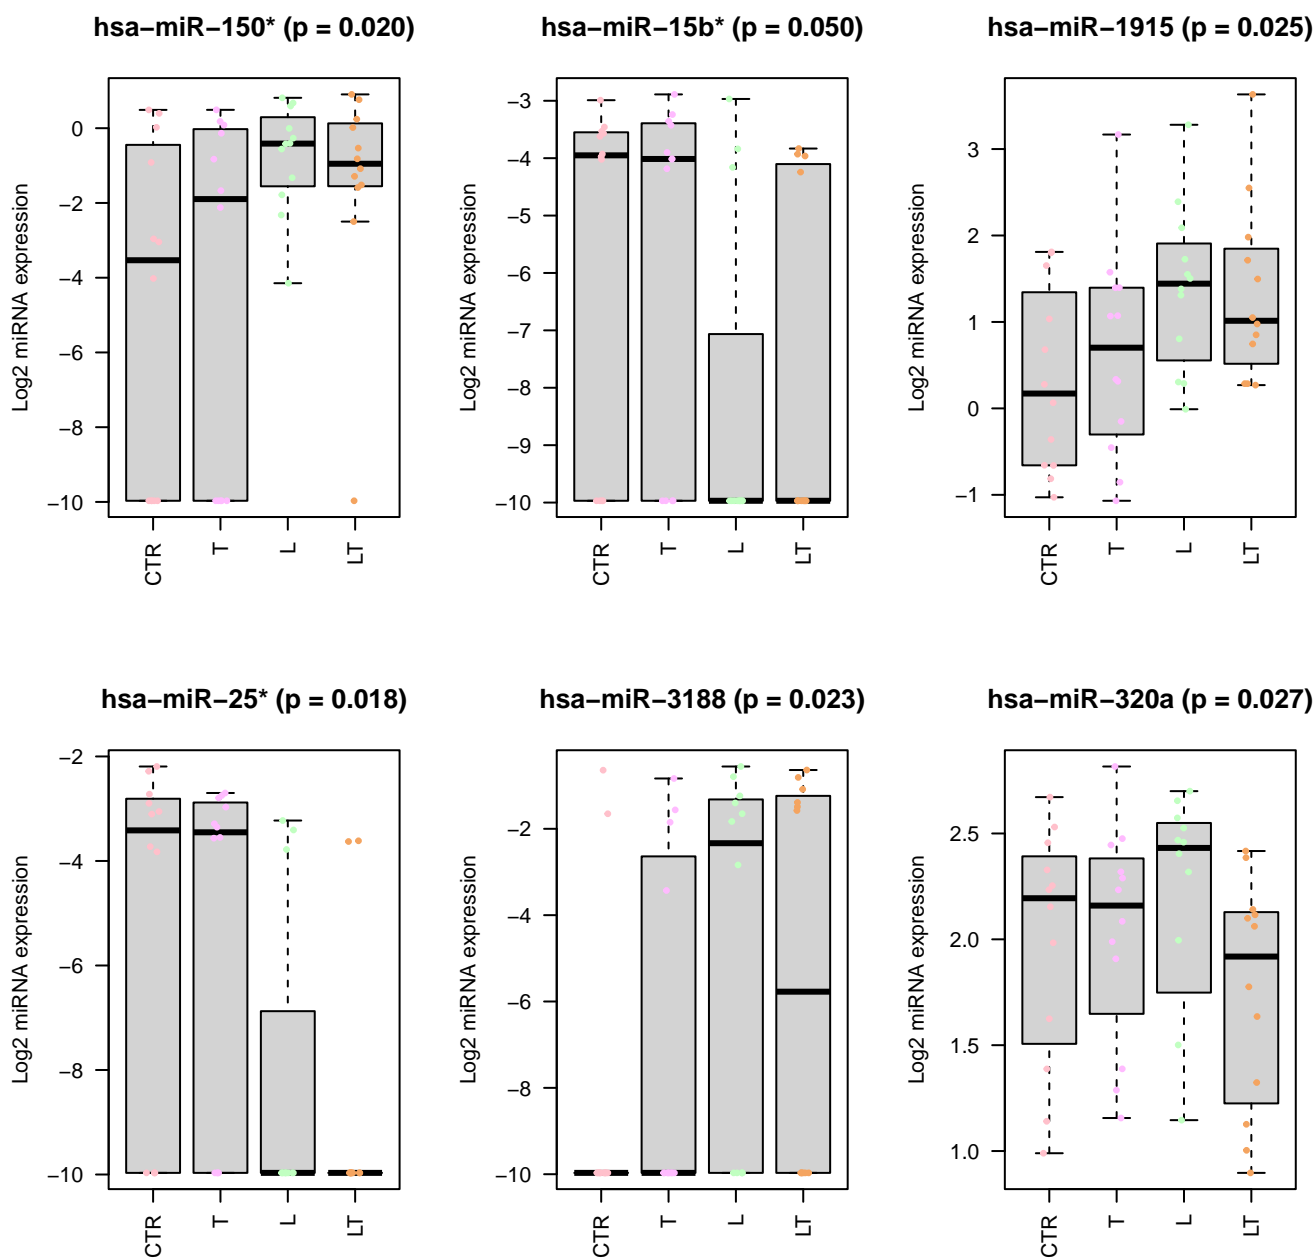 hsa−miR−150* (p = 0.020)
Log2 miRNA expression
0
−2
−4
−6
−8
−10
CTR
T
L
LT
hsa−miR−15b* (p = 0.050)
Log2 miRNA expression
−3
−4
−5
−6
−7
−8
−9
−10
CTR
T
L
LT
hsa−miR−1915 (p = 0.025)
Log2 miRNA expression
3
2
1
0
−1
CTR
T
L
LT
hsa−miR−25* (p = 0.018)
Log2 miRNA expression
−2
−4
−6
−8
−10
CTR
T
L
LT
hsa−miR−3188 (p = 0.023)
Log2 miRNA expression
−2
−4
−6
−8
−10
CTR
T
L
LT
hsa−miR−320a (p = 0.027)
Log2 miRNA expression
2.5
2.0
1.5
1.0
CTR
T
L
LT